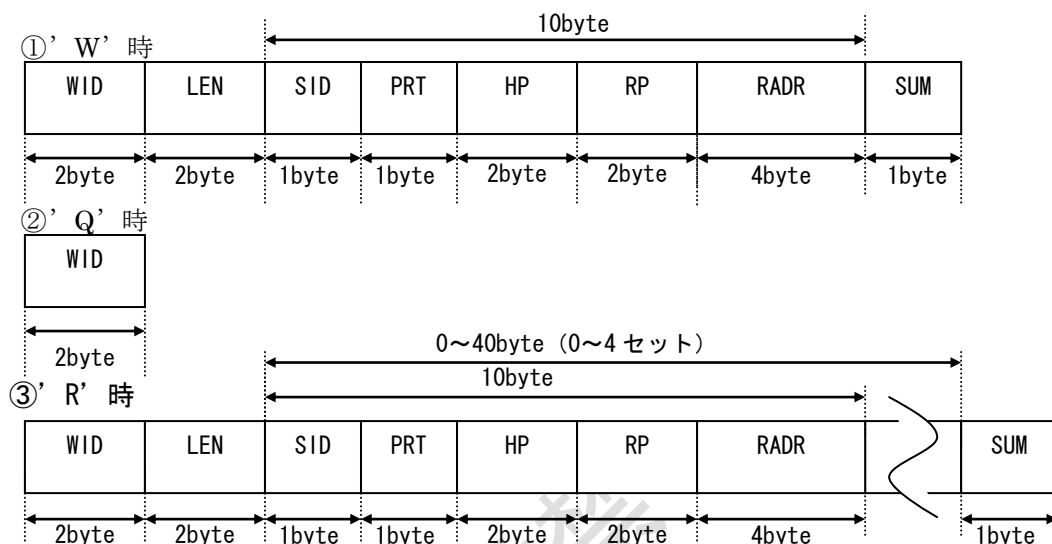 10byte
①’ W’ 時
WID LEN SID PRT HP RP RADR SUM
2byte 2byte 1byte 1byte 2byte 2byte 4byte 1byte
②’ Q’ 時
WID
2byte
0～40byte（0～4 セット）
10byte
③’ R’ 時
WID LEN SID PRT HP RP RADR SUM
2byte 2byte 1byte 1byte 2byte 2byte 4byte 1byte